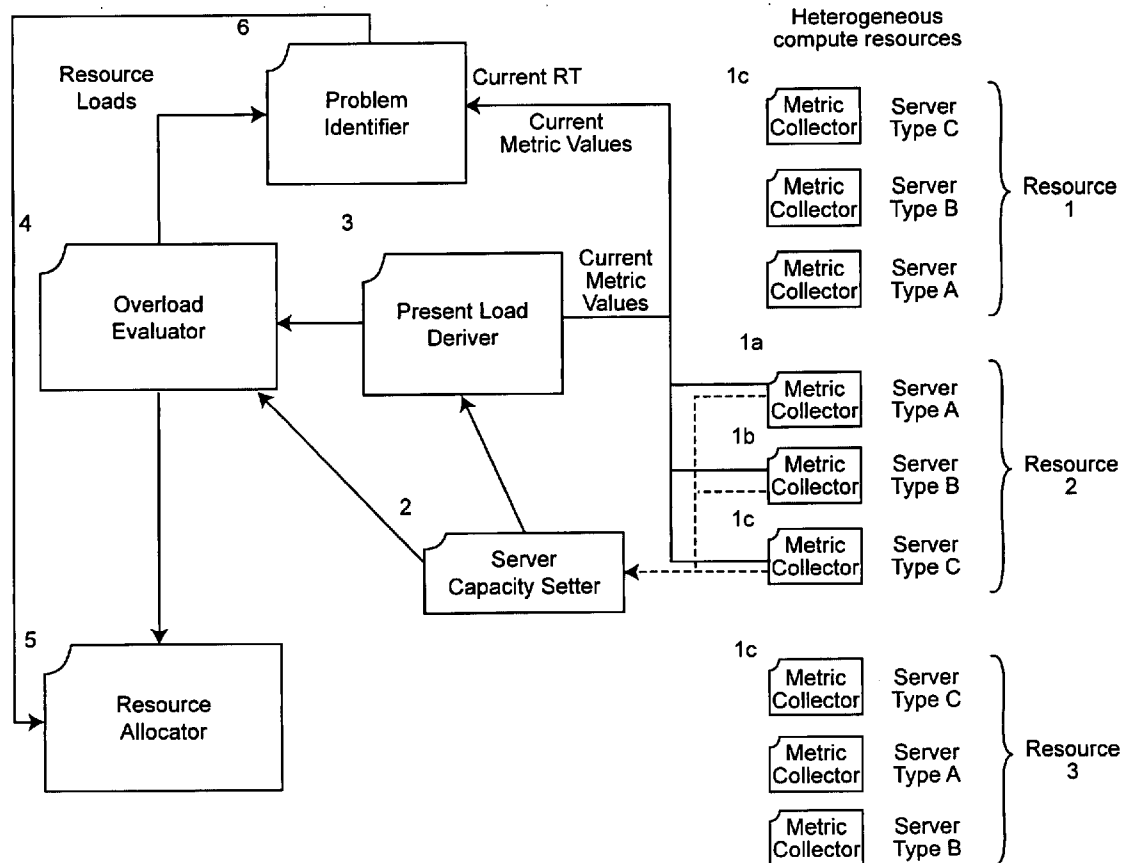 6
Heterogeneous
compute resources
Resource
Loads
Problem
Identifier
Current RT
Current
Metric Values
1c
Metric
Collector
Server
Type C
Metric
Collector
Server
Type B
Metric
Collector
Server
Type A
Resource
1
4
Overload
Evaluator
3
Present Load
Deriver
Current
Metric
Values
1a
Metric
Collector
Server
Type A
1b
Metric
Collector
Server
Type B
1c
Metric
Collector
Server
Type C
Resource
2
2
Server
Capacity Setter
5
Resource
Allocator
1c
Metric
Collector
Server
Type C
Metric
Collector
Server
Type A
Metric
Collector
Server
Type B
Resource
3